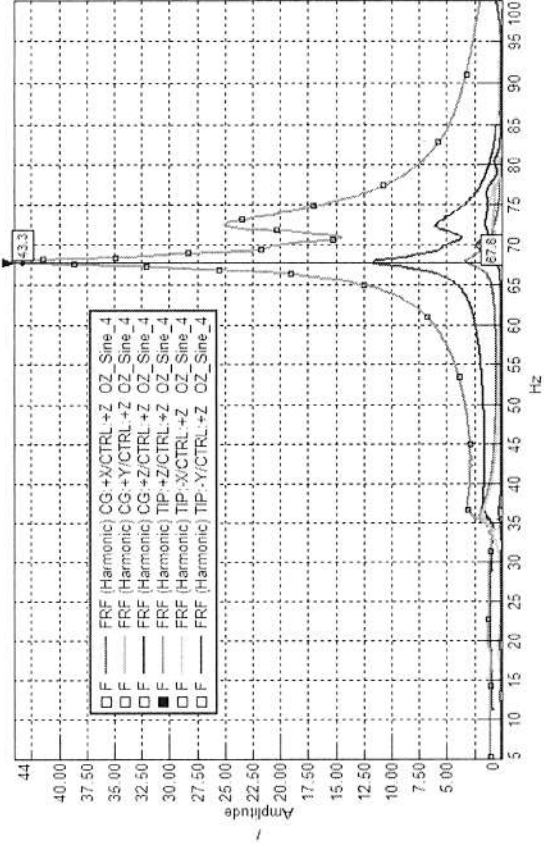 44
40.00
37.50
35.00
32.50
30.00
27.50
25.00
22.50
20.00
17.50
15.00
12.50
10.00
7.50
5.00
0
Amplitude
/
43.3
67.8
F FRF (Harmonic) CG:+X/CTRL:+Z OZ_Sine_4
F FRF (Harmonic) CG:+Y/CTRL:+Z OZ_Sine_4
F FRF (Harmonic) CG:+Z/CTRL:+Z OZ_Sine_4
F FRF (Harmonic) TIP:+Z/CTRL:+Z OZ_Sine_4
F FRF (Harmonic) TIP:-X/CTRL:+Z OZ_Sine_4
F FRF (Harmonic) TIP:-Y/CTRL:+Z OZ_Sine_4
5 10 15 20 25 30 35 40 45 50 55 60 65 70 75 80 85 90 95 100
Hz